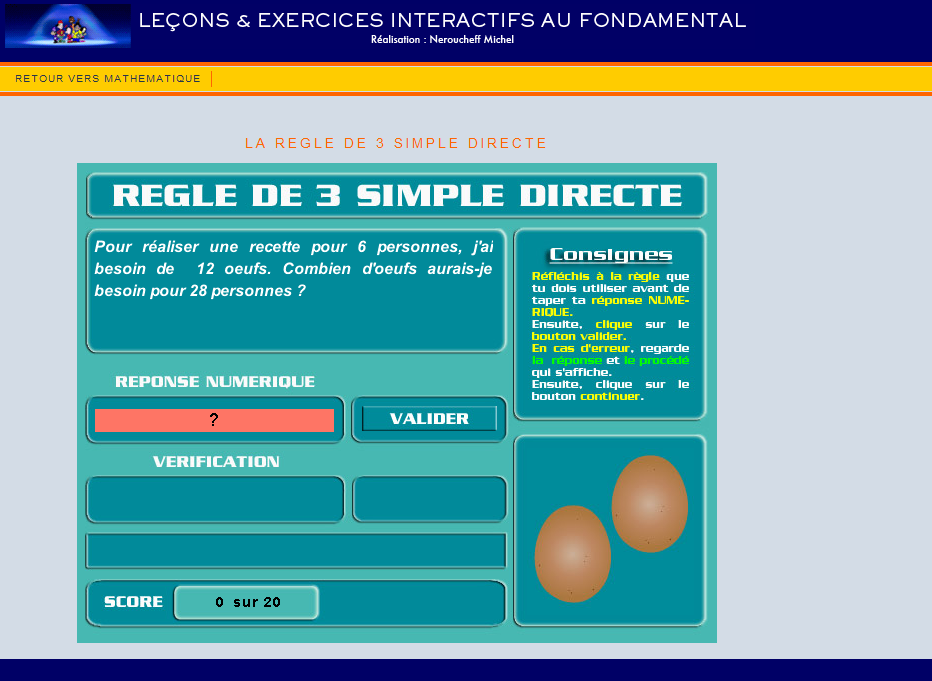 LEÇONS & EXERCICES INTERACTIFS AU FONDAMENTAL
Réalisation : Neroucheff Michel
RETOUR VERS MATHEMATIQUE
LA REGLE DE 3 SIMPLE DIRECTE
REGLE DE 3 SIMPLE DIRECTE
Pour réaliser une recette pour 6 personnes, j'ai
besoin de 12 oeufs. Combien d'oeufs aurais-je
besoin pour 28 personnes ?
Consignes
Réfléchis à la règle que
tu dois utiliser avant de
taper ta réponse NUME-
RIQUE.
Ensuite, clique sur le
bouton valider.
En cas d'erreur, regarde
la réponse et le procédé
qui s'affiche.
Ensuite, clique sur le
bouton continuer.
REPONSE NUMERIQUE
?
VALIDER
VERIFICATION
SCORE
0 sur 20